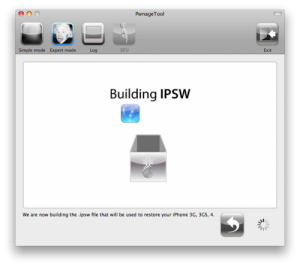 PwnageTool
Simple mode
Expert mode
Log
DFU
Exit
Building IPSW
We are now building the .ipsw file that will be used to restore your iPhone 3G, 3GS, 4.